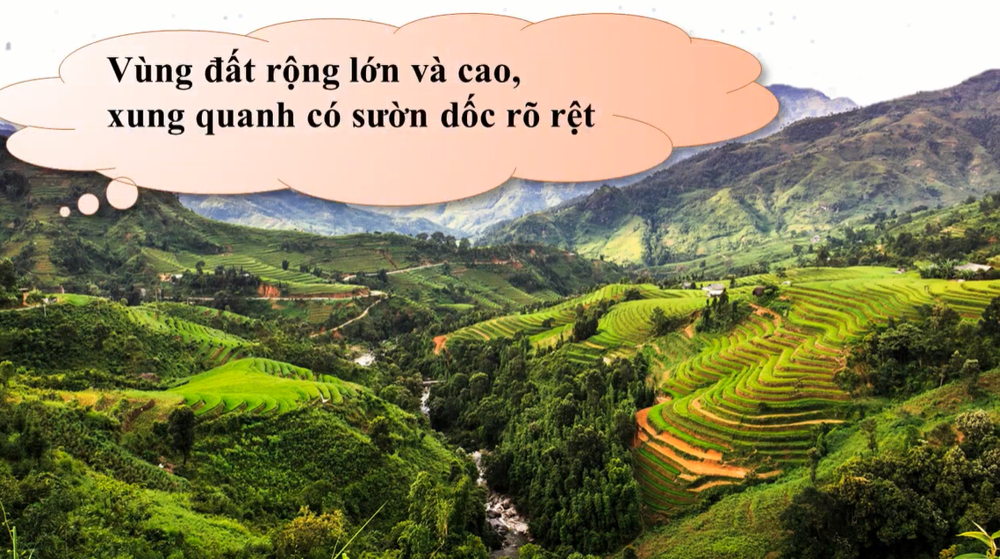 Vùng đất rộng lớn và cao,
xung quanh có sườn dốc rõ rệt